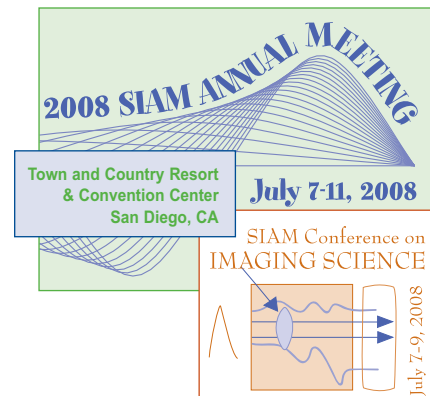 2008 SIAM ANNUAL MEETING
Town and Country Resort
& Convention Center
San Diego, CA
July 7-11, 2008
SIAM Conference on
IMAGING SCIENCE
July 7-9, 2008